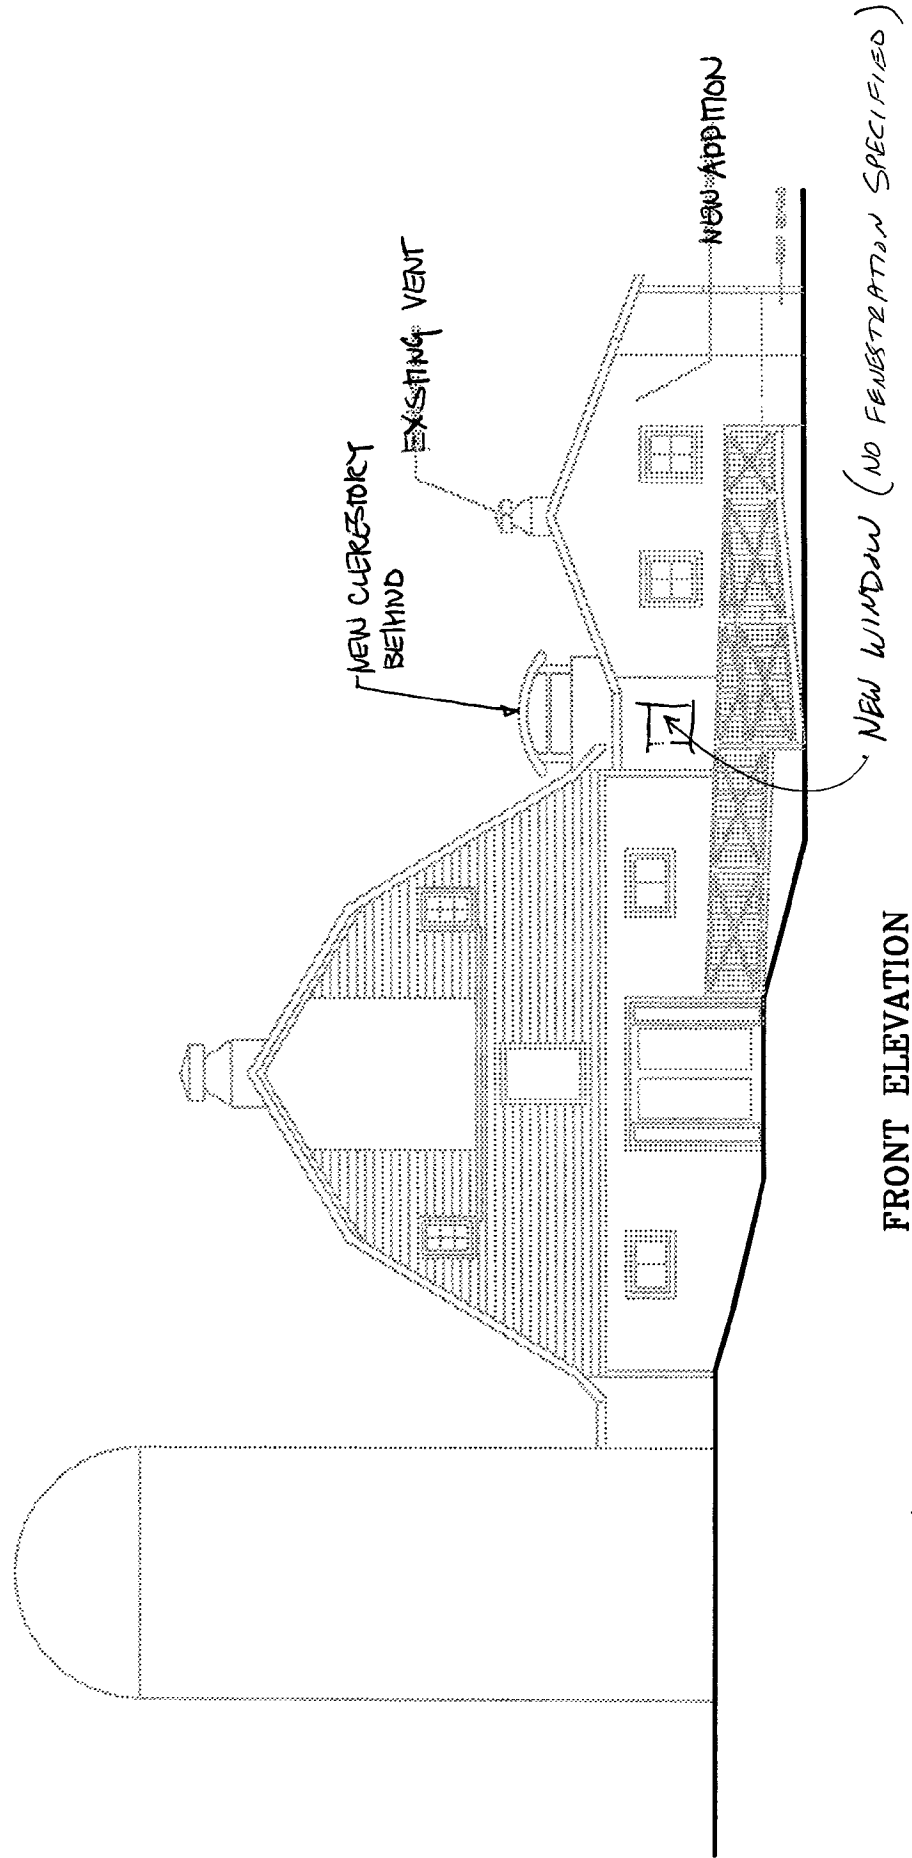 NEW CLERESTORY
BEHIND
EXISTING VENT
NEW ADDITION
NEW WINDOW (NO FENESTRATION SPECIFIED)
FRONT ELEVATION